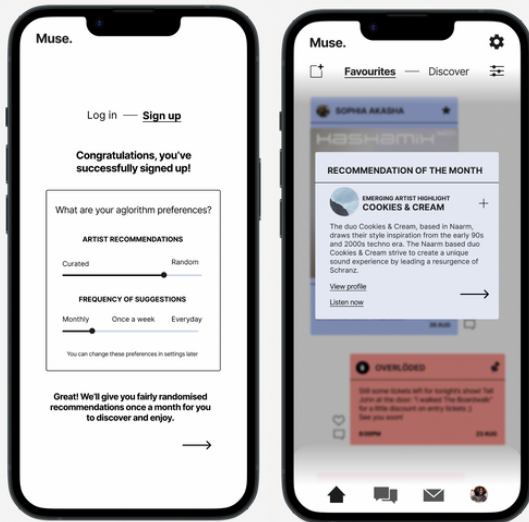 Muse.
Log in — Sign up
Congratulations, you've
successfully signed up!
What are your aglorithm preferences?
ARTIST RECOMMENDATIONS
Curated Random
FREQUENCY OF SUGGESTIONS
Monthly Once a week Everyday
You can change these preferences in settings later
Great! We'll give you fairly randomised
recommendations once a month for you
to discover and enjoy.
Muse.
Favourites — Discover
SOPHIA AKASHA
HASHAMIX
RECOMMENDATION OF THE MONTH
EMERGING ARTIST HIGHLIGHT
COOKIES & CREAM
The duo Cookies & Cream, based in Naarm,
draws their style inspiration from the early 90s
and 2000s techno era. The Naarm based duo
Cookies & Cream strive to create a unique
sound experience by leading a resurgence of
Schranz.
View profile
Listen now
OVERLÖDED
Still some tickets left for tonight's show! Tell
John at the door: "I walked The Boardwalk"
for a little discount on entry tickets ;)
See you soon!